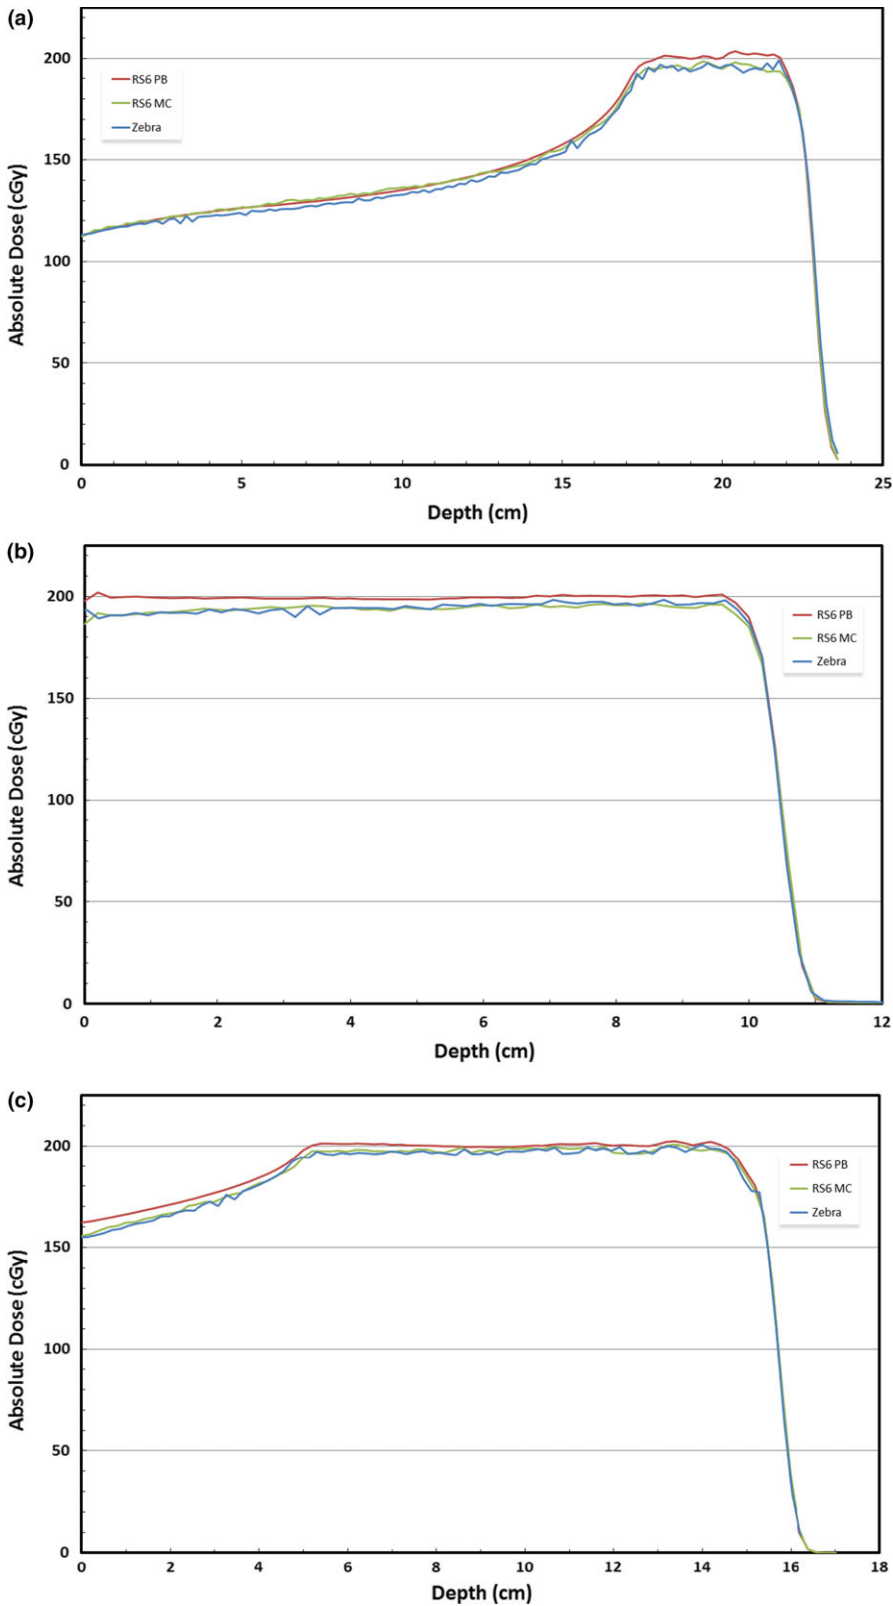 (a)
200
150
100
50
0
Absolute Dose (cGy)
RS6 PB
RS6 MC
Zebra
0 5 10 15 20 25
Depth (cm)
(b)
200
150
100
50
0
Absolute Dose (cGy)
RS6 PB
RS6 MC
Zebra
0 2 4 6 8 10 12
Depth (cm)
(c)
200
150
100
50
0
Absolute Dose (cGy)
RS6 PB
RS6 MC
Zebra
0 2 4 6 8 10 12 14 16 18
Depth (cm)